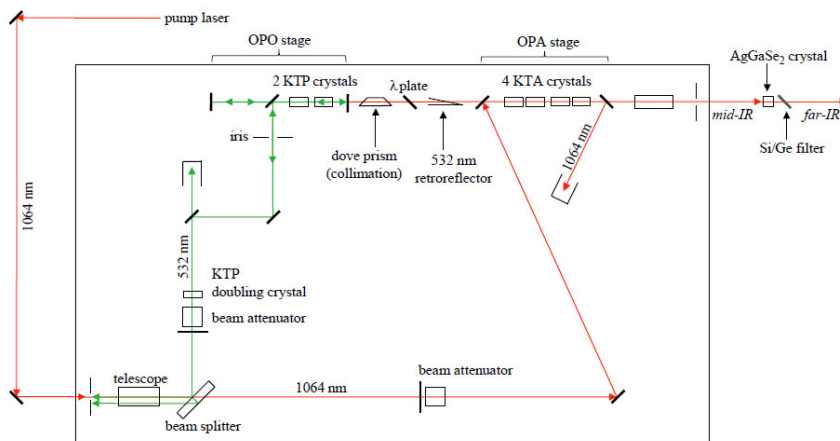 pump laser
OPO stage
OPA stage
AgGaSe₂ crystal
2 KTP crystals
λ plate
4 KTA crystals
mid-IR
far-IR
iris
dove prism
(collimation)
532 nm
retroreflector
1064 nm
Si/Ge filter
1064 nm
532 nm
KTP
doubling crystal
beam attenuator
telescope
1064 nm
beam attenuator
beam splitter